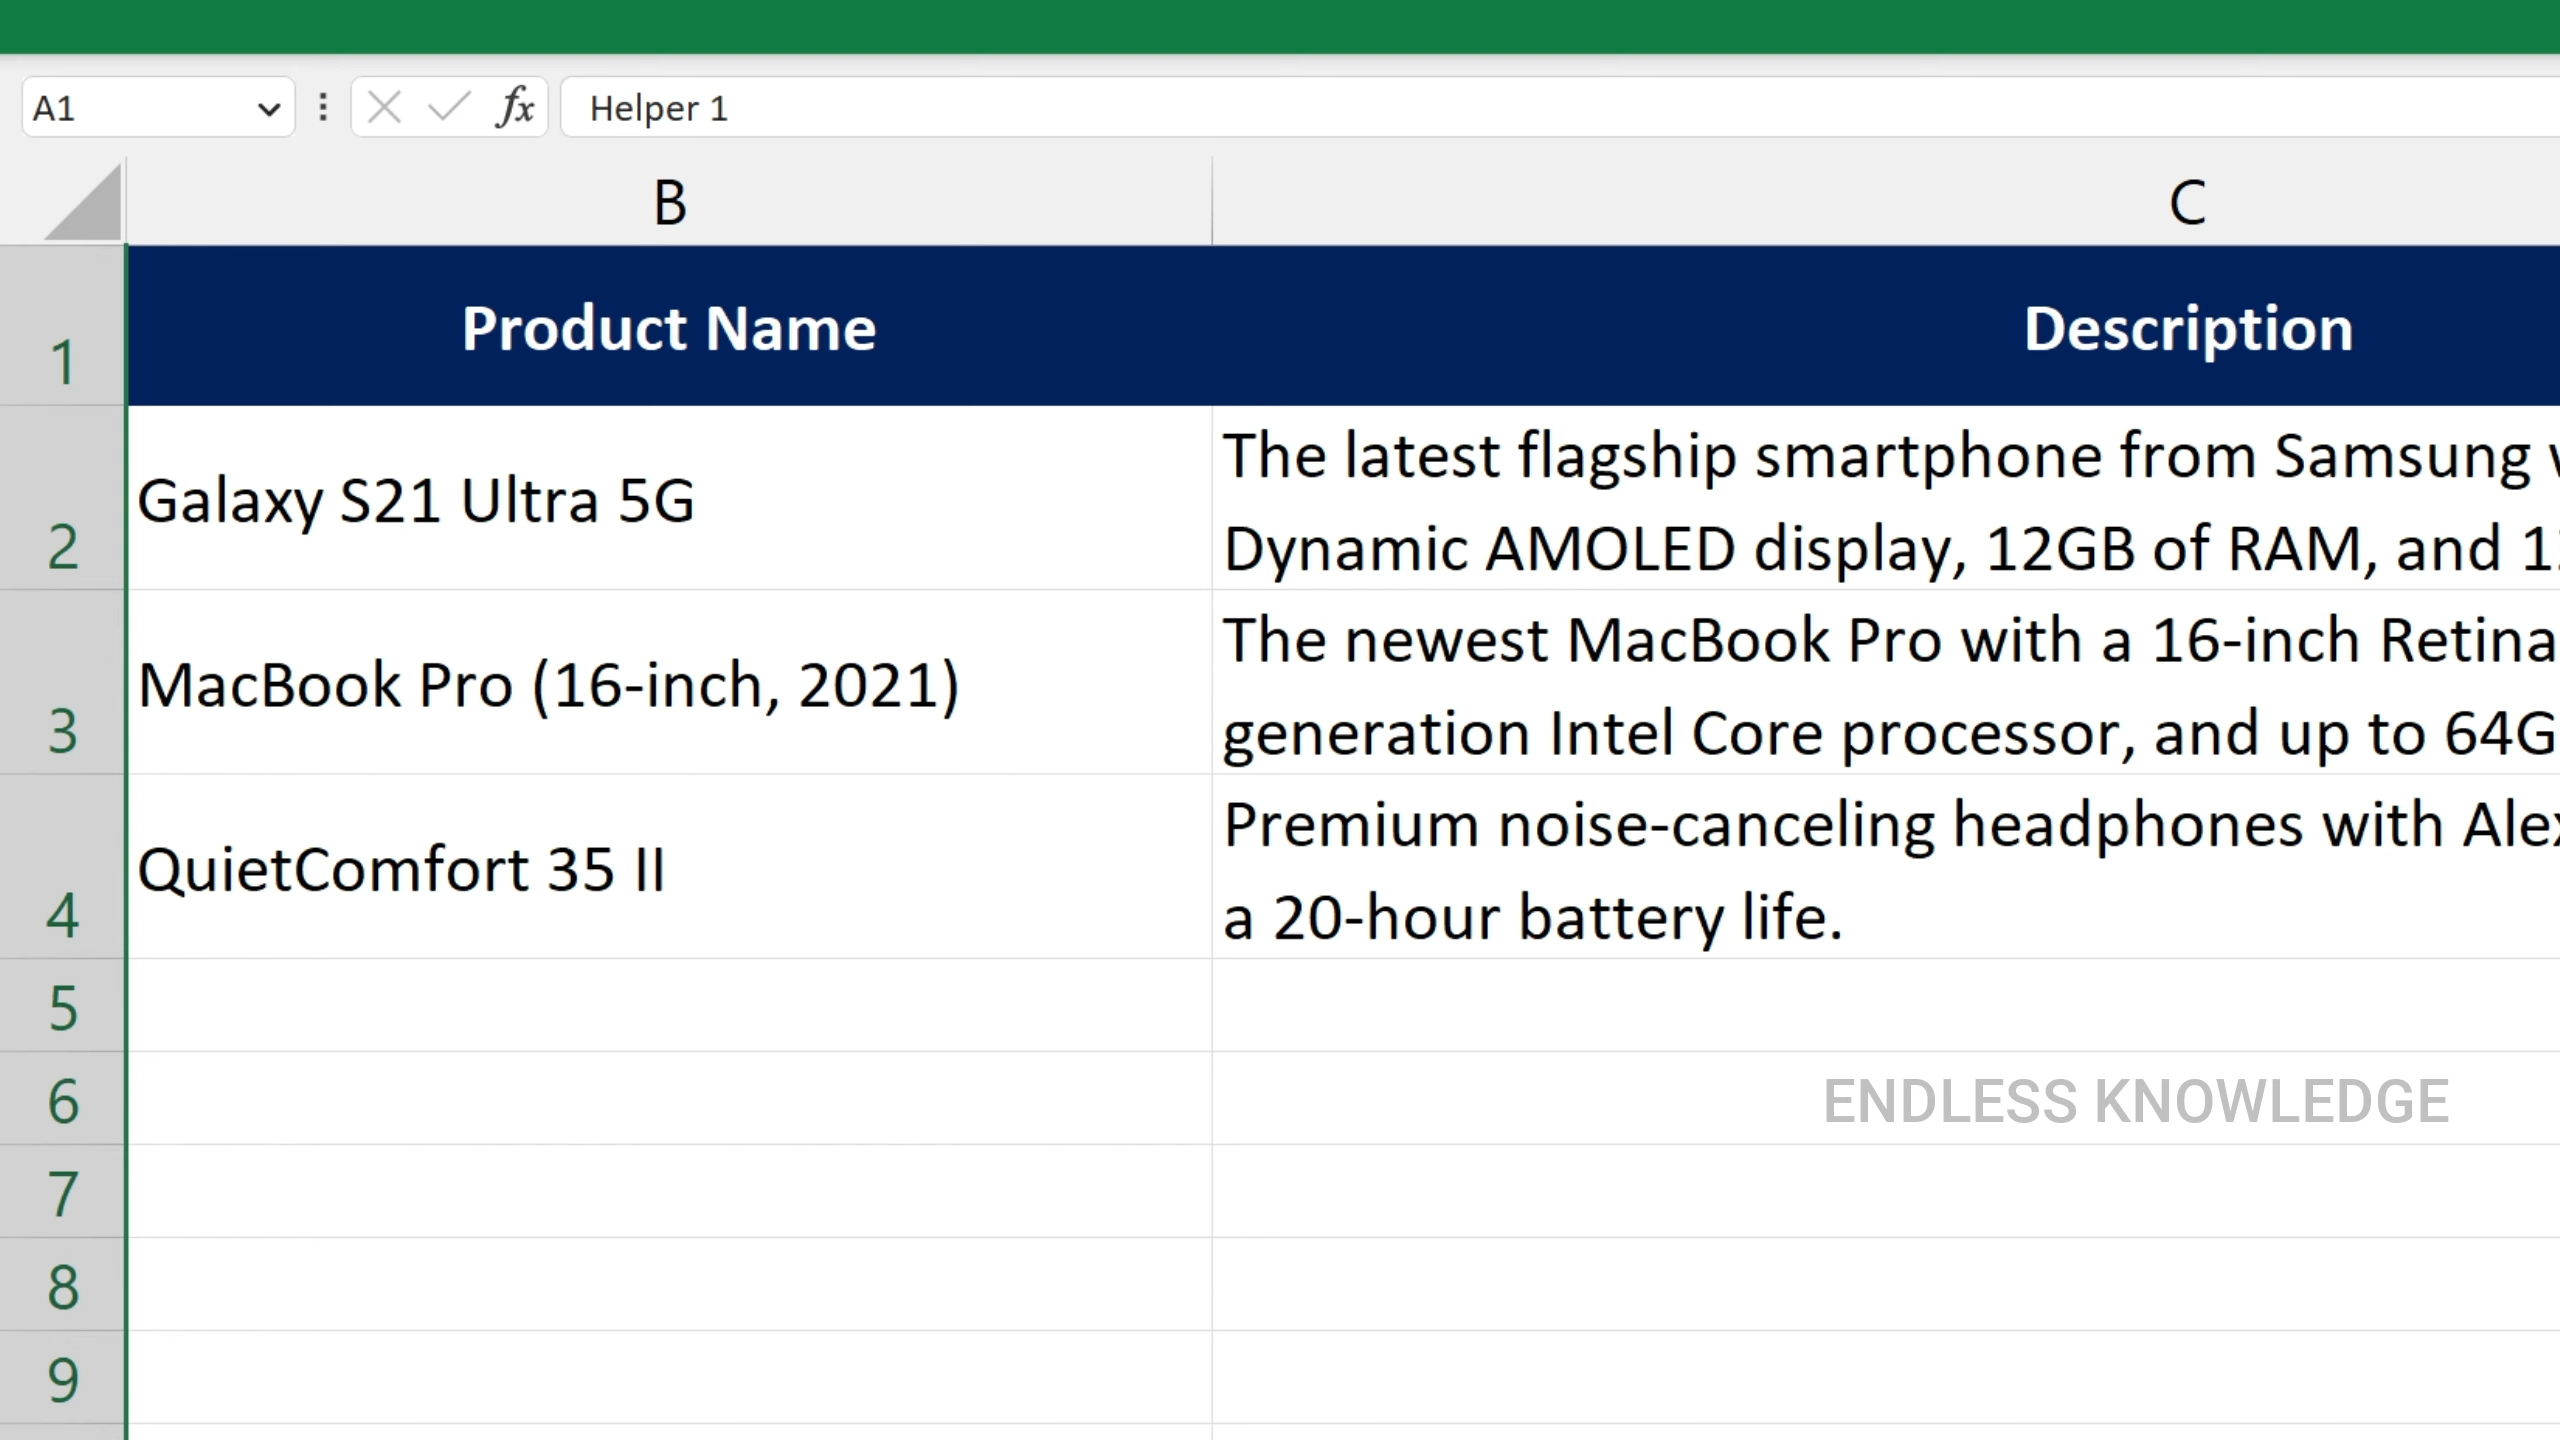 A1
fx
Helper 1
B
C
1
Product Name
Description
2
Galaxy S21 Ultra 5G
The latest flagship smartphone from Samsung
Dynamic AMOLED display, 12GB of RAM, and
3
MacBook Pro (16-inch, 2021)
The newest MacBook Pro with a 16-inch Retina
generation Intel Core processor, and up to
4
QuietComfort 35 II
Premium noise-canceling headphones with
a 20-hour battery life.
5
6
ENDLESS KNOWLEDGE
7
8
9